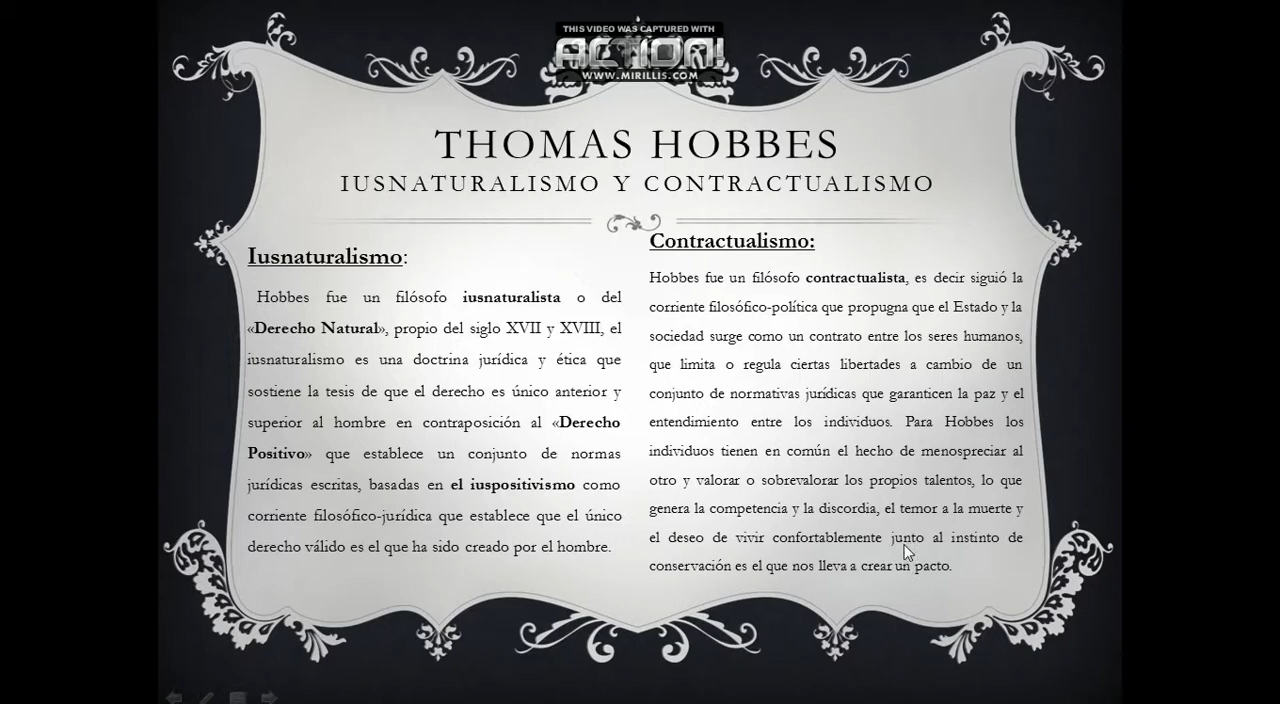 THIS VIDEO WAS CAPTURED WITH
ACTION!
WWW.MIRILLIS.COM
THOMAS HOBBES
IUSNATURALISMO Y CONTRACTUALISMO
Iusnaturalismo:
Hobbes fue un filósofo iusnaturalista o del
«Derecho Natural», propio del siglo XVII y XVIII, el
iusnaturalismo es una doctrina jurídica y ética que
sostiene la tesis de que el derecho es único anterior y
superior al hombre en contraposición al «Derecho
Positivo» que establece un conjunto de normas
jurídicas escritas, basadas en el iuspositivismo como
corriente filosófico-jurídica que establece que el único
derecho válido es el que ha sido creado por el hombre.
Contractualismo:
Hobbes fue un filósofo contractualista, es decir siguió la
corriente filosófico-política que propugna que el Estado y la
sociedad surge como un contrato entre los seres humanos,
que limita o regula ciertas libertades a cambio de un
conjunto de normativas jurídicas que garanticen la paz y el
entendimiento entre los individuos. Para Hobbes los
individuos tienen en común el hecho de menospreciar al
otro y valorar o sobrevalorar los propios talentos, lo que
genera la competencia y la discordia, el temor a la muerte y
el deseo de vivir confortablemente junto al instinto de
conservación es el que nos lleva a crear un pacto.